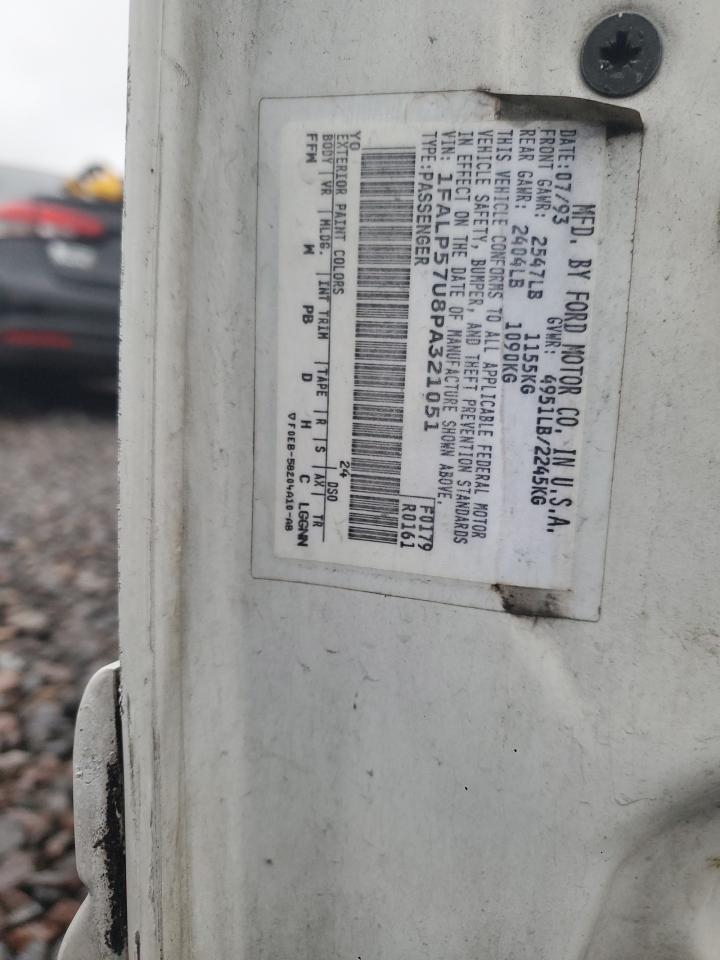 MFD. BY FORD MOTOR CO. IN U.S.A.
DATE: 07/93 GVWR: 4951LB/2245KG
FRONT GAWR: 2547LB 1155KG
REAR GAWR: 2404LB 1090KG
THIS VEHICLE CONFORMS TO ALL APPLICABLE FEDERAL MOTOR
VEHICLE SAFETY, BUMPER, AND THEFT PREVENTION STANDARDS
IN EFFECT ON THE DATE OF MANUFACTURE SHOWN ABOVE.
VIN: 1FALP57U8PA321051 F0179
TYPE: PASSENGER R0161
YO 24
EXTERIOR PAINT COLORS DSO
BODY | VR | MLDG. | INT TRIM | TAPE | R | S | AX | TR
FFM M PB D H C LGGNN
▽F0EB-58204A10-AB